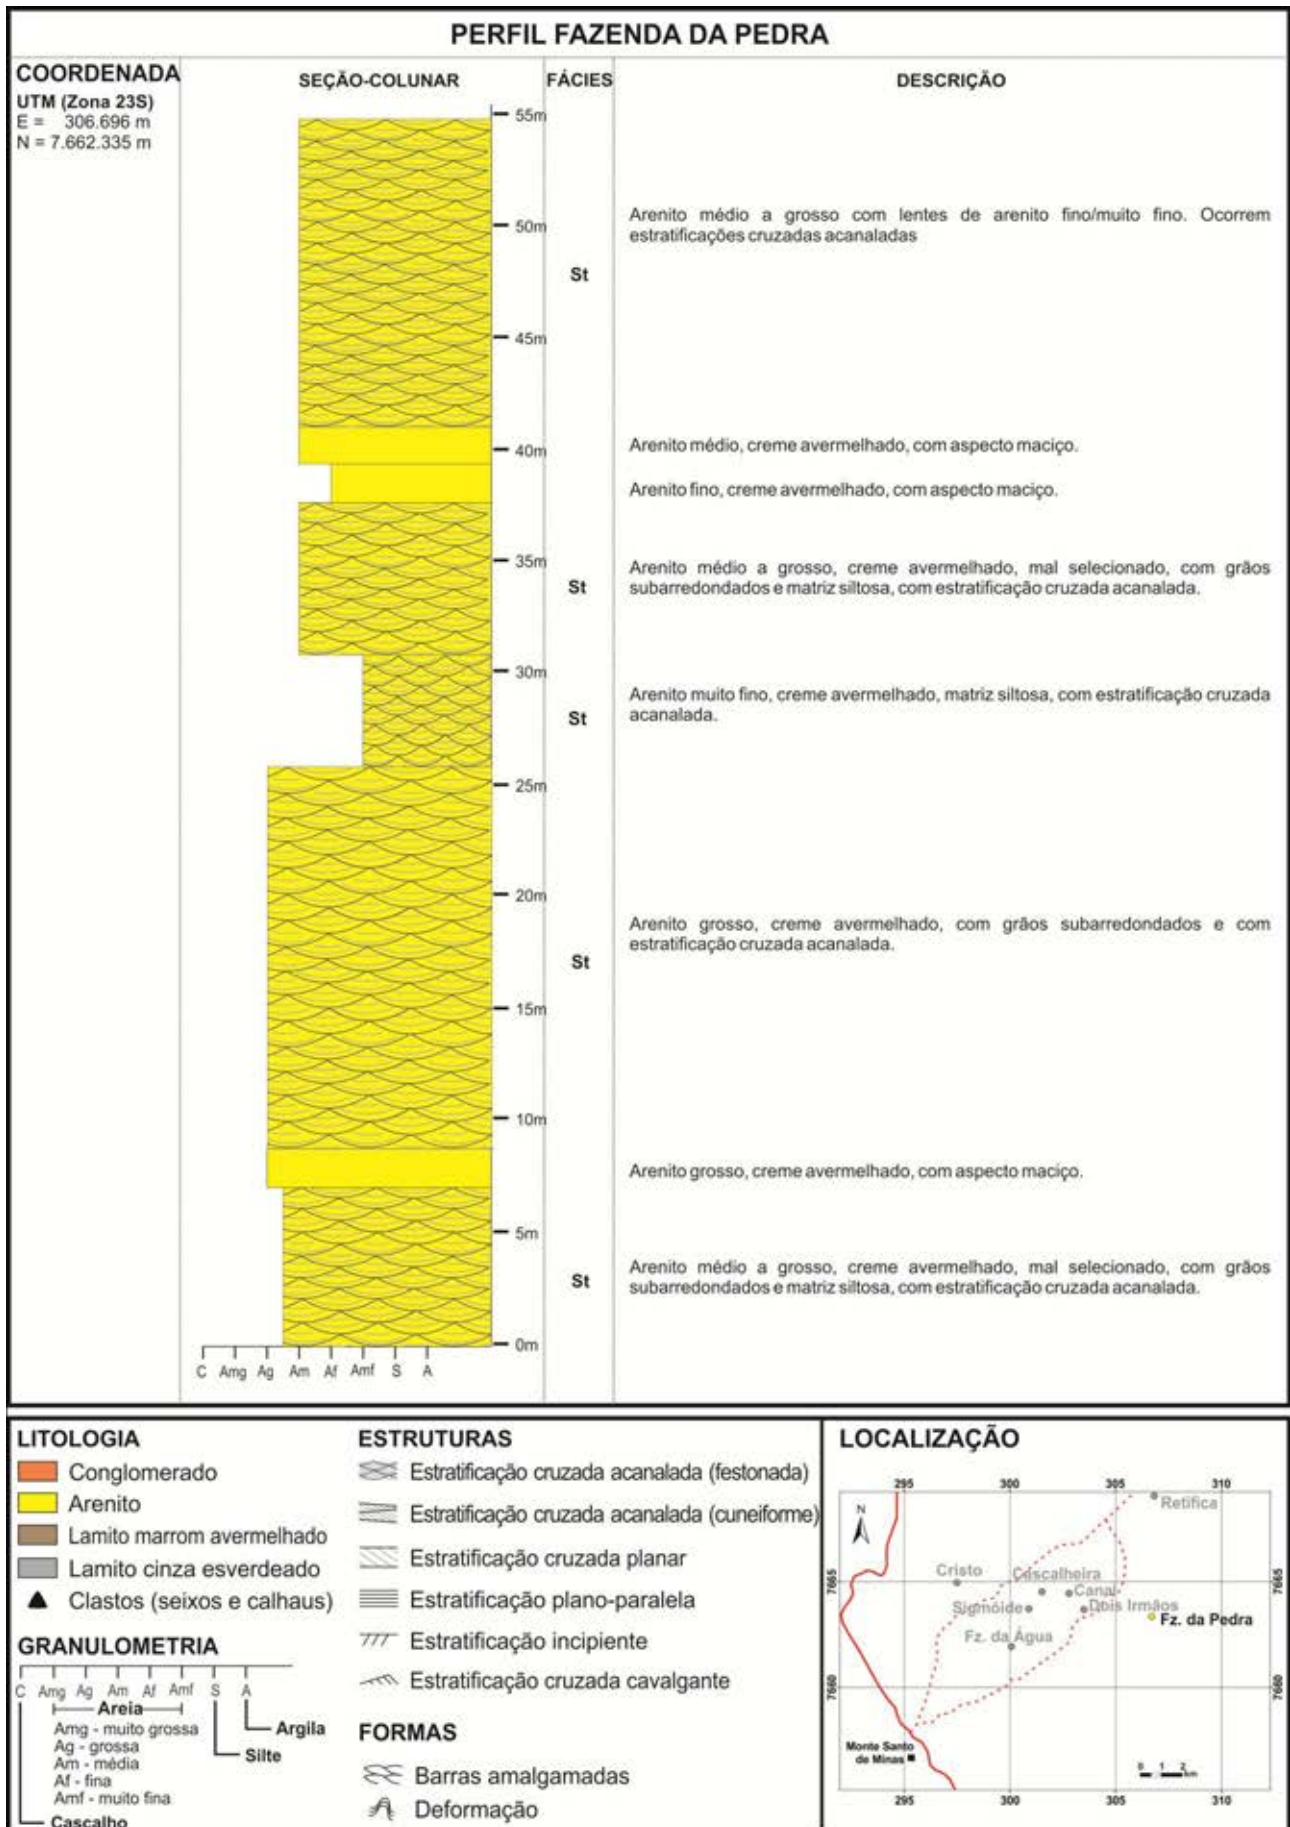 PERFIL FAZENDA DA PEDRA
COORDENADA
UTM (Zona 23S)
E = 306.696 m
N = 7.662.335 m
SEÇÃO-COLUNAR
FÁCIES
DESCRIÇÃO
55m
Arenito médio a grosso com lentes de arenito fino/muito fino. Ocorrem
estratificações cruzadas acanaladas
50m
St
45m
40m
Arenito médio, creme avermelhado, com aspecto maciço.
Arenito fino, creme avermelhado, com aspecto maciço.
35m
St
Arenito médio a grosso, creme avermelhado, mal selecionado, com grãos
subarredondados e matriz siltosa, com estratificação cruzada acanalada.
30m
St
Arenito muito fino, creme avermelhado, matriz siltosa, com estratificação cruzada
acanalada.
25m
20m
Arenito grosso, creme avermelhado, com grãos subarredondados e com
estratificação cruzada acanalada.
St
15m
10m
Arenito grosso, creme avermelhado, com aspecto maciço.
5m
St
Arenito médio a grosso, creme avermelhado, mal selecionado, com grãos
subarredondados e matriz siltosa, com estratificação cruzada acanalada.
0m
C Amg Ag Am Af Amf S A
LITOLOGIA
Conglomerado
Arenito
Lamito marrom avermelhado
Lamito cinza esverdeado
Clastos (seixos e calhaus)
GRANULOMETRIA
C Amg Ag Am Af Amf S A
Areia
Amg - muito grossa
Ag - grossa
Am - média
Af - fina
Amf - muito fina
Argila
Silte
Cascalho
ESTRUTURAS
Estratificação cruzada acanalada (festonada)
Estratificação cruzada acanalada (cuneiforme)
Estratificação cruzada planar
Estratificação plano-paralela
Estratificação incipiente
Estratificação cruzada cavalgante
FORMAS
Barras amalgamadas
Deformação
LOCALIZAÇÃO
295 300 305 310
N
Retífica
7665 7665
Cristo
Cascalheira
Canal
Sigmóide
Dois Irmãos
Fz. da Pedra
Fz. da Água
7660 7660
Monte Santo
de Minas
0 1 2
km
295 300 305 310